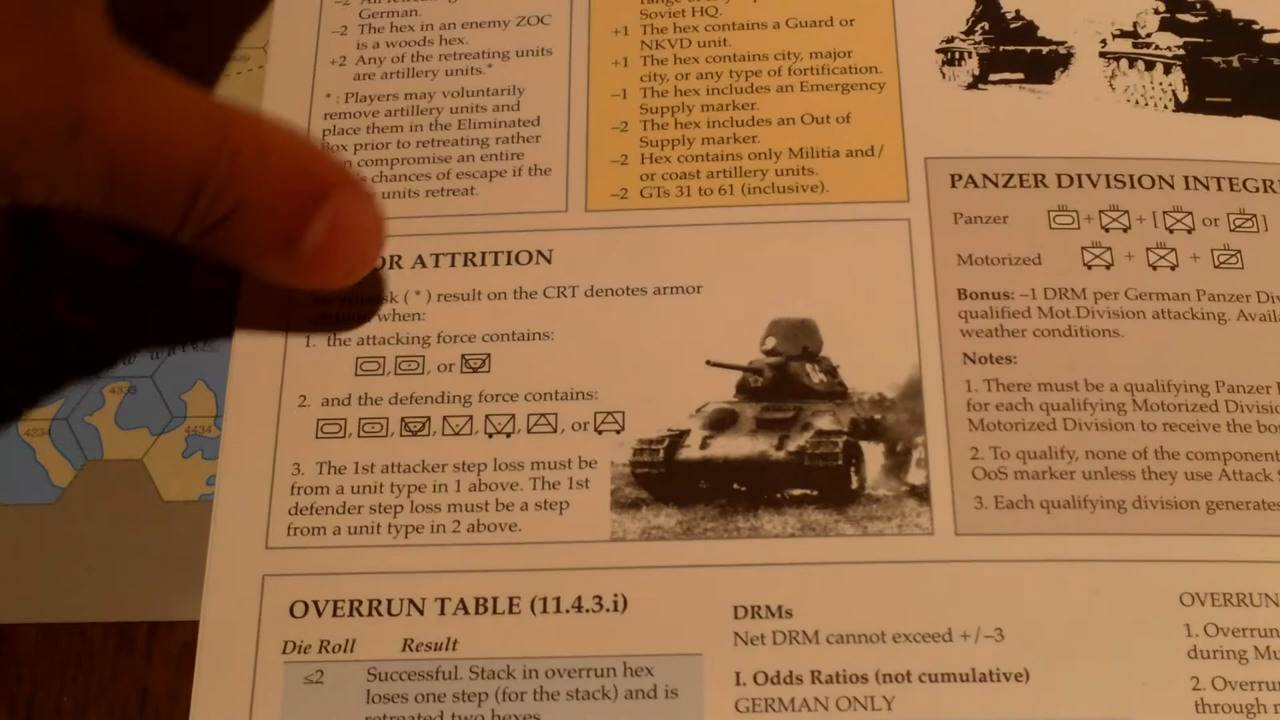 German.
–2 The hex in an enemy ZOC
is a woods hex.
+2 Any of the retreating units
are artillery units.*
* : Players may voluntarily
remove artillery units and
place them in the Eliminated
Box prior to retreating rather
compromise an entire
chances of escape if the
units retreat.
Soviet HQ.
+1 The hex contains a Guard or
NKVD unit.
+1 The hex contains city, major
city, or any type of fortification.
–1 The hex includes an Emergency
Supply marker.
–2 The hex includes an Out of
Supply marker.
–2 Hex contains only Militia and/
or coast artillery units.
–2 GTs 31 to 61 (inclusive).
OR ATTRITION
(*) result on the CRT denotes armor
when:
1. the attacking force contains:
, , or
2. and the defending force contains:
, , , , , , or
3. The 1st attacker step loss must be
from a unit type in 1 above. The 1st
defender step loss must be a step
from a unit type in 2 above.
PANZER DIVISION INTEGR
Panzer + + [ or ]
Motorized + +
Bonus: –1 DRM per German Panzer Di
qualified Mot.Division attacking. Avail
weather conditions.
Notes:
1. There must be a qualifying Panzer
for each qualifying Motorized Divisio
Motorized Division to receive the bo
2. To qualify, none of the component
OoS marker unless they use Attack
3. Each qualifying division generates
OVERRUN TABLE (11.4.3.i)
Die Roll Result
≤2 Successful. Stack in overrun hex
loses one step (for the stack) and is
retreated two hexes
DRMs
Net DRM cannot exceed +/–3
I. Odds Ratios (not cumulative)
GERMAN ONLY
OVERRUN
1. Overrun
during Mu
2. Overru
through
4333
4234
4434